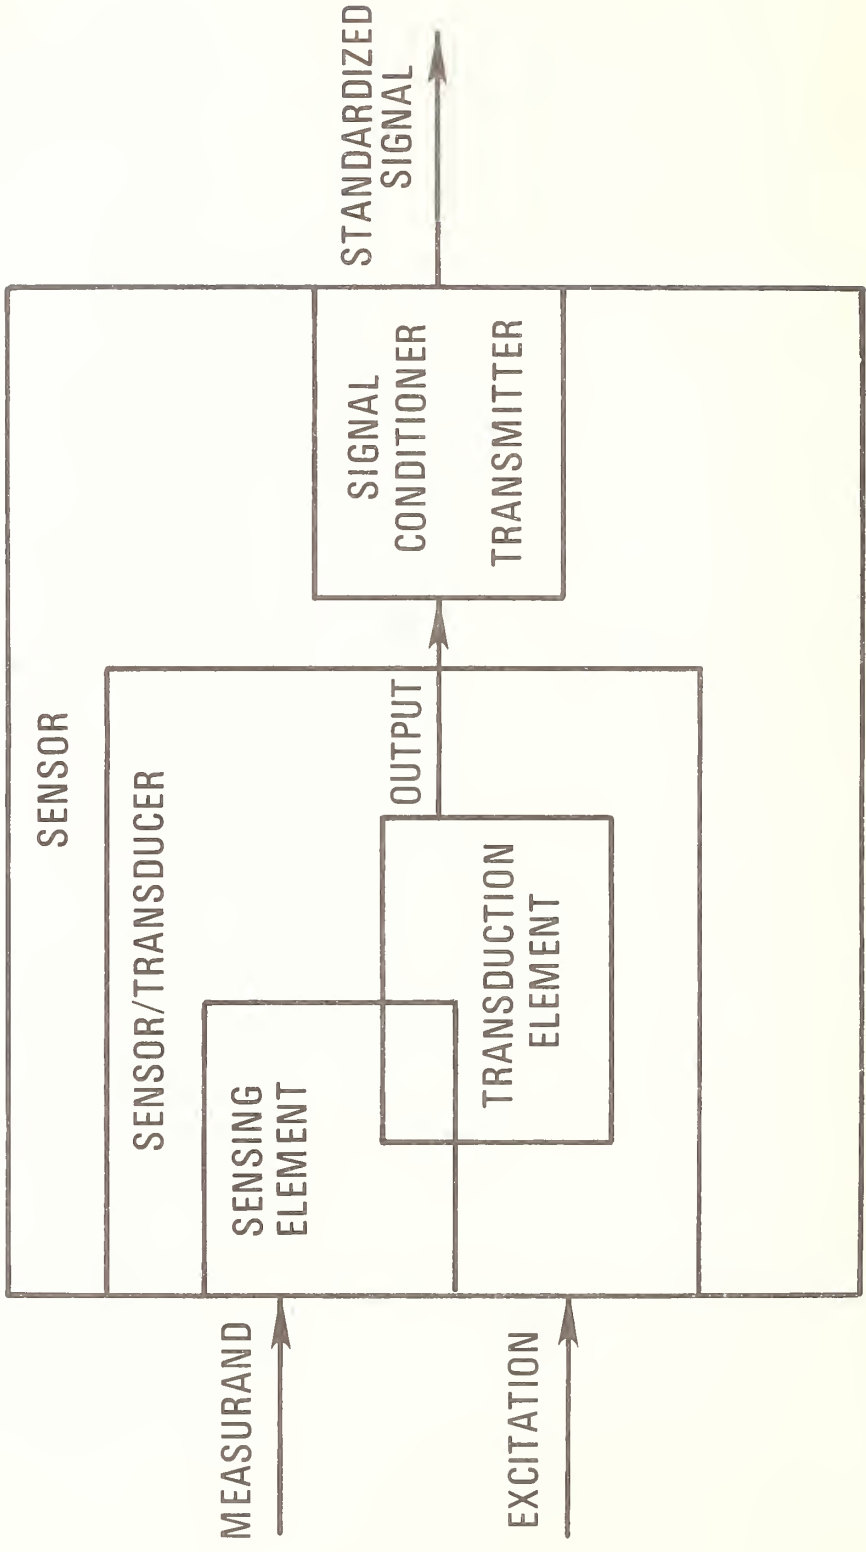 SENSOR
SENSOR/TRANSDUCER
SENSING
ELEMENT
MEASURAND
EXCITATION
TRANSDUCTION
ELEMENT
OUTPUT
SIGNAL
CONDITIONER
TRANSMITTER
STANDARDIZED
SIGNAL